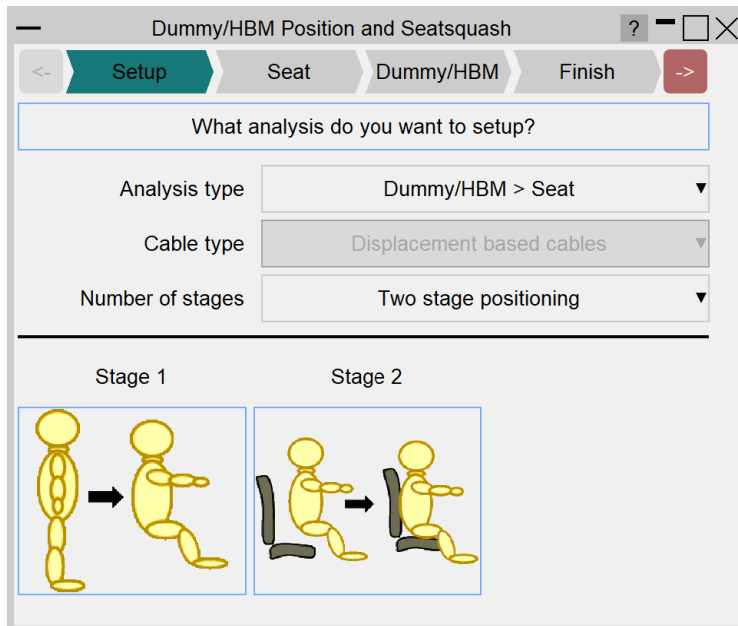 Dummy/HBM Position and Seatsquash ?
<- Setup Seat Dummy/HBM Finish ->
What analysis do you want to setup?
Analysis type Dummy/HBM > Seat
Cable type Displacement based cables
Number of stages Two stage positioning
Stage 1 Stage 2